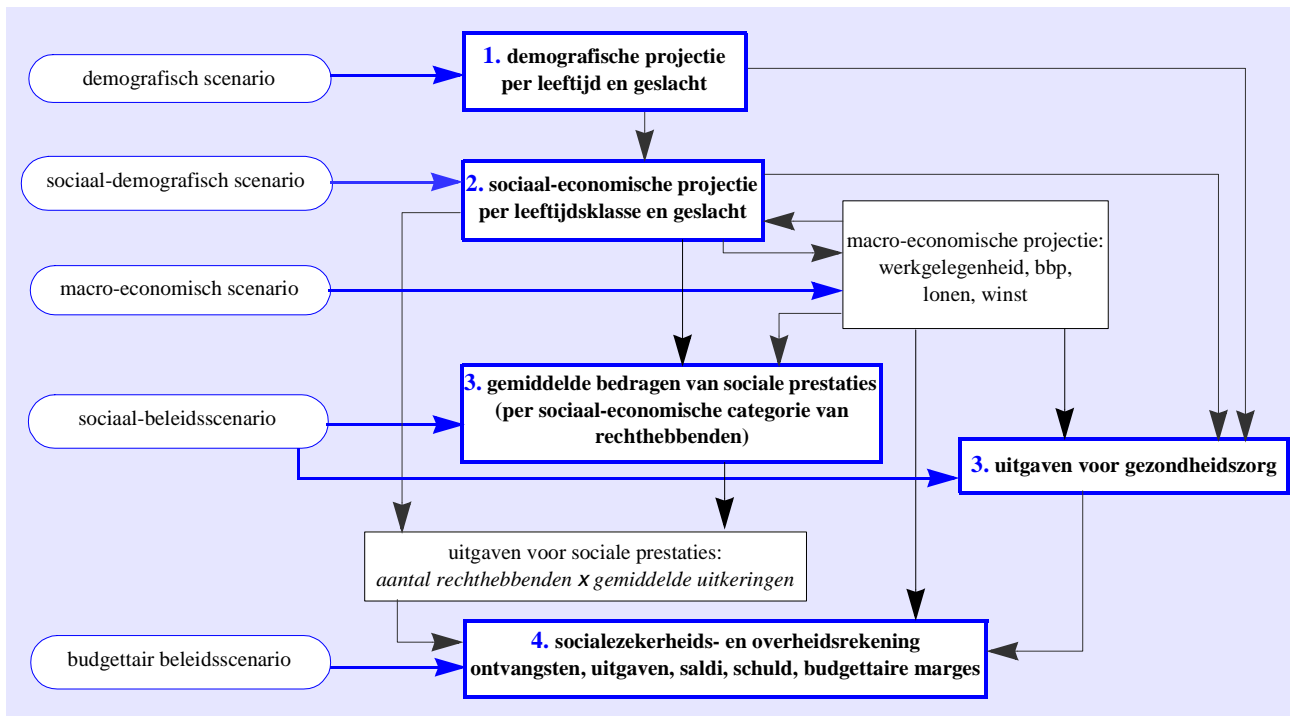 demografisch scenario
1. demografische projectie
per leeftijd en geslacht
sociaal-demografisch scenario
2. sociaal-economische projectie
per leeftijdsklasse en geslacht
macro-economische projectie:
werkgelegenheid, bbp,
lonen, winst
macro-economisch scenario
3. gemiddelde bedragen van sociale prestaties
(per sociaal-economische categorie van
rechthebbenden)
sociaal-beleidsscenario
3. uitgaven voor gezondheidszorg
uitgaven voor sociale prestaties:
aantal rechthebbenden x gemiddelde uitkeringen
4. socialezekerheids- en overheidsrekening
ontvangsten, uitgaven, saldi, schuld, budgettaire marges
budgettair beleidsscenario